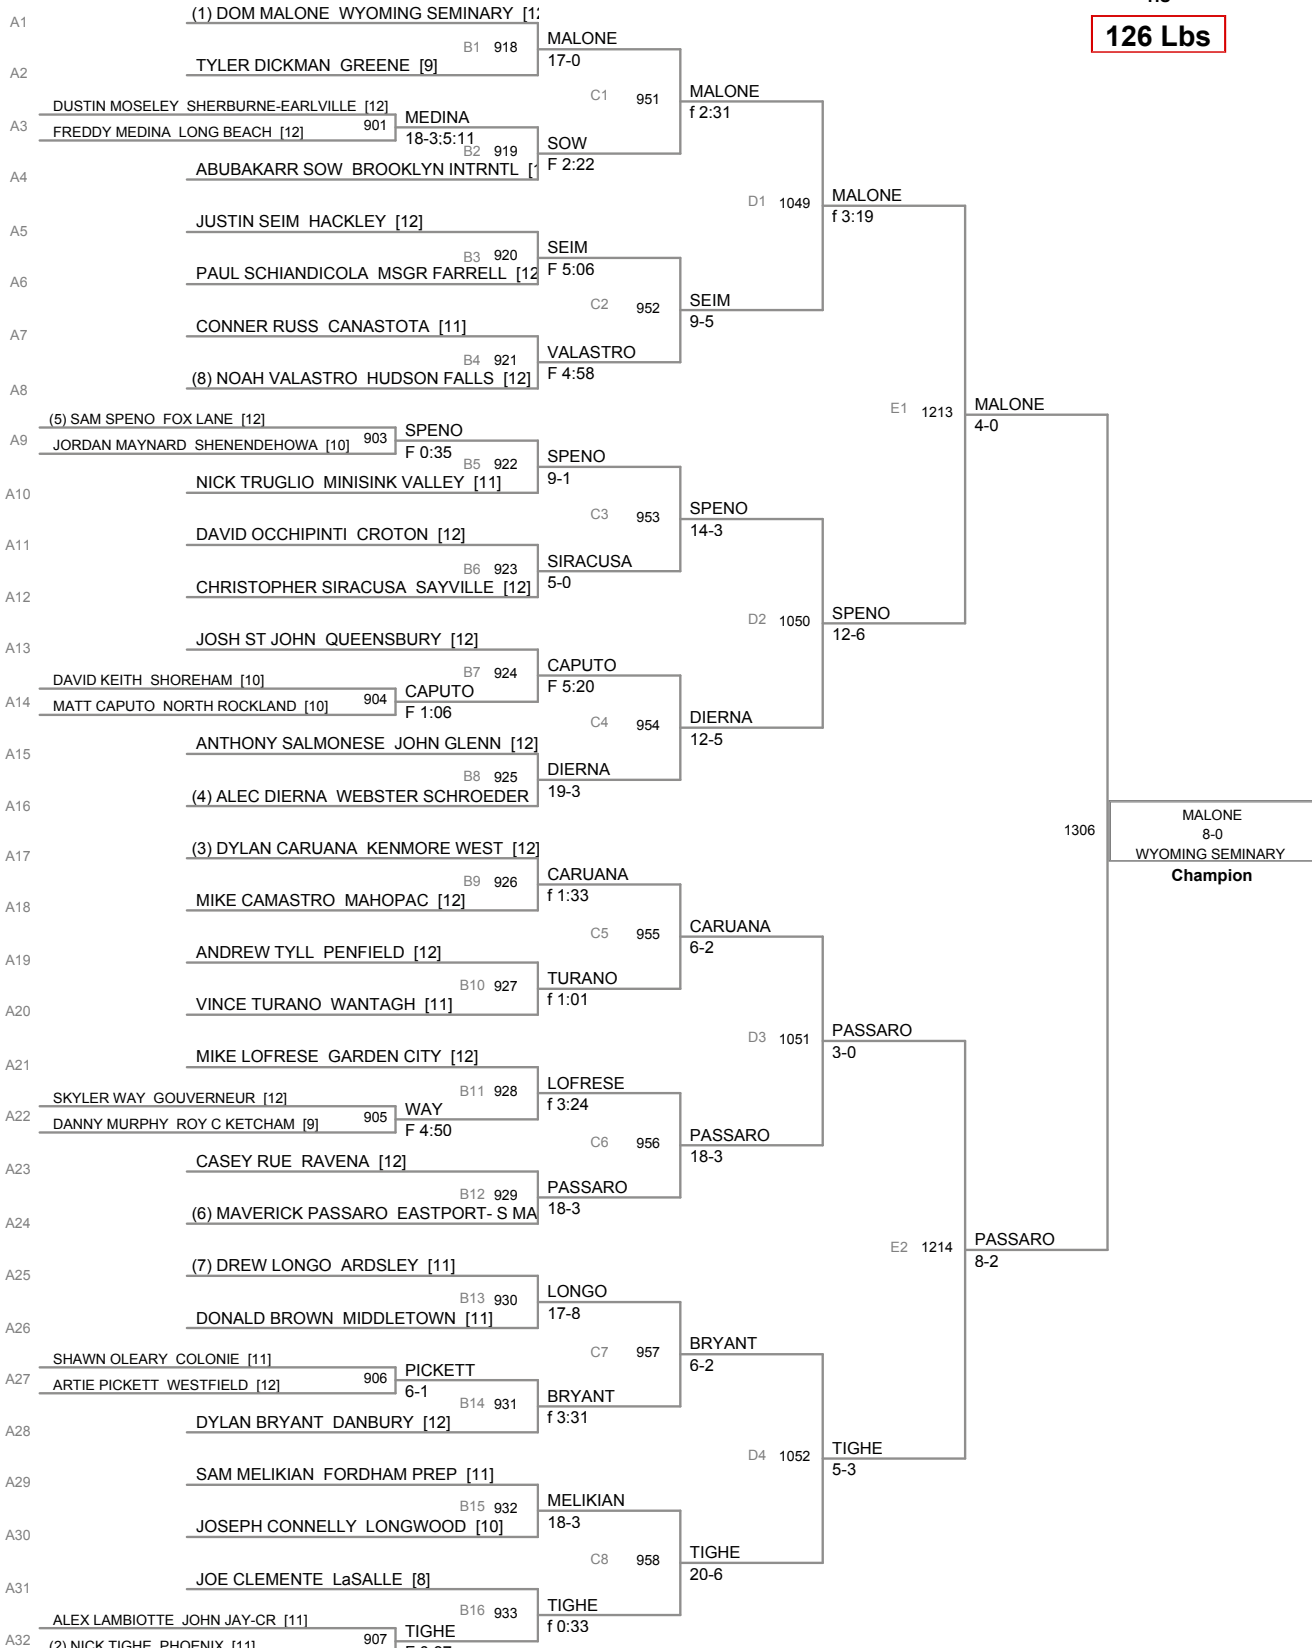 126 Lbs
A1
(1) DOM MALONE WYOMING SEMINARY
B1 918
MALONE
17-0
A2
TYLER DICKMAN GREENE [9]
C1 951
MALONE
f 2:31
DUSTIN MOSELEY SHERBURNE-EARLVILLE [12]
A3
901
MEDINA
18-3;5:11
FREDDY MEDINA LONG BEACH [12]
B2 919
SOW
F 2:22
A4
ABUBAKARR SOW BROOKLYN INTRNTL
D1 1049
MALONE
f 3:19
A5
JUSTIN SEIM HACKLEY [12]
B3 920
SEIM
F 5:06
A6
PAUL SCHIANDICOLA MSGR FARRELL [12
C2 952
SEIM
9-5
A7
CONNER RUSS CANASTOTA [11]
B4 921
VALASTRO
F 4:58
A8
(8) NOAH VALASTRO HUDSON FALLS [12]
E1 1213
MALONE
4-0
(5) SAM SPENO FOX LANE [12]
A9
903
SPENO
F 0:35
JORDAN MAYNARD SHENENDEHOWA [10]
B5 922
SPENO
9-1
A10
NICK TRUGLIO MINISINK VALLEY [11]
C3 953
SPENO
14-3
A11
DAVID OCCHIPINTI CROTON [12]
B6 923
SIRACUSA
5-0
A12
CHRISTOPHER SIRACUSA SAYVILLE [12]
D2 1050
SPENO
12-6
A13
JOSH ST JOHN QUEENSBURY [12]
B7 924
CAPUTO
F 5:20
DAVID KEITH SHOREHAM [10]
A14
904
CAPUTO
F 1:06
MATT CAPUTO NORTH ROCKLAND [10]
C4 954
DIERNA
12-5
A15
ANTHONY SALMONESE JOHN GLENN [12]
B8 925
DIERNA
19-3
A16
(4) ALEC DIERNA WEBSTER SCHROEDER
1306
MALONE
8-0
WYOMING SEMINARY
Champion
A17
(3) DYLAN CARUANA KENMORE WEST [12]
B9 926
CARUANA
f 1:33
A18
MIKE CAMASTRO MAHOPAC [12]
C5 955
CARUANA
6-2
A19
ANDREW TYLL PENFIELD [12]
B10 927
TURANO
f 1:01
A20
VINCE TURANO WANTAGH [11]
D3 1051
PASSARO
3-0
A21
MIKE LOFRESE GARDEN CITY [12]
B11 928
LOFRESE
f 3:24
SKYLER WAY GOUVERNEUR [12]
A22
905
WAY
F 4:50
DANNY MURPHY ROY C KETCHAM [9]
C6 956
PASSARO
18-3
A23
CASEY RUE RAVENA [12]
B12 929
PASSARO
18-3
A24
(6) MAVERICK PASSARO EASTPORT- S MA
E2 1214
PASSARO
8-2
A25
(7) DREW LONGO ARDSLEY [11]
B13 930
LONGO
17-8
A26
DONALD BROWN MIDDLETOWN [11]
C7 957
BRYANT
6-2
SHAWN OLEARY COLONIE [11]
A27
906
PICKETT
6-1
ARTIE PICKETT WESTFIELD [12]
B14 931
BRYANT
f 3:31
A28
DYLAN BRYANT DANBURY [12]
D4 1052
TIGHE
5-3
A29
SAM MELIKIAN FORDHAM PREP [11]
B15 932
MELIKIAN
18-3
A30
JOSEPH CONNELLY LONGWOOD [10]
C8 958
TIGHE
20-6
A31
JOE CLEMENTE LaSALLE [8]
B16 933
TIGHE
f 0:33
ALEX LAMBIOTTE JOHN JAY-CR [11]
A32
907
TIGHE
(2) NICK TIGHE PHOENIX [11]